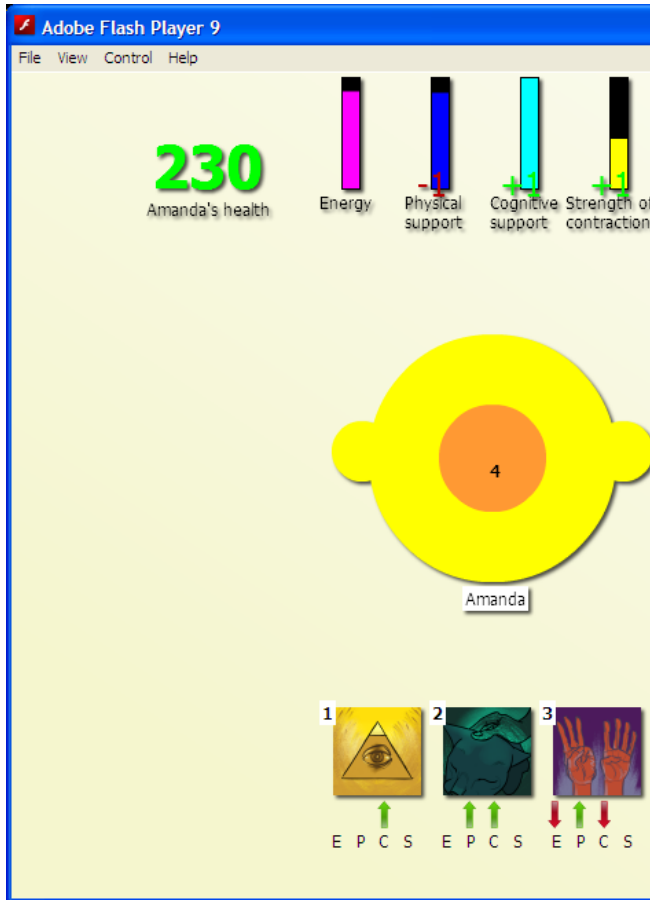 Adobe Flash Player 9
File View Control Help
230
Amanda's health
Energy
-1
Physical
support
+1
Cognitive
support
+1
Strength of
contraction
4
Amanda
1 2 3
E P C S E P C S E P C S